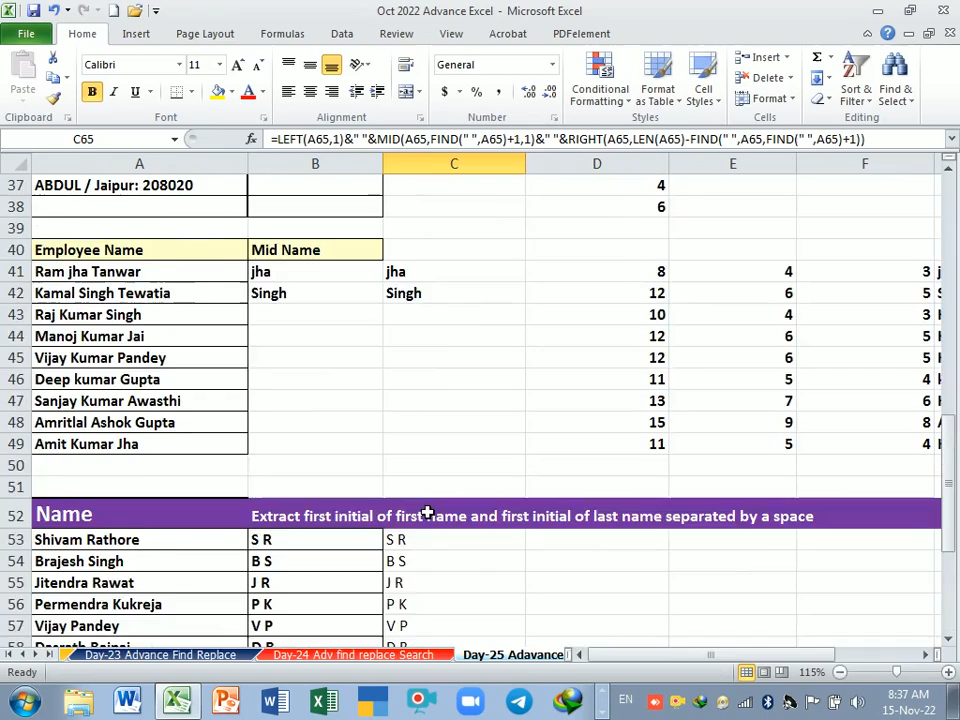 Oct 2022 Advance Excel - Microsoft Excel
File Home Insert Page Layout Formulas Data Review View Acrobat PDFelement
Paste
Calibri 11
General
Conditional Formatting
Format as Table
Cell Styles
Insert
Delete
Format
Sort & Filter
Find & Select
Clipboard Font Alignment Number Styles Cells Editing
C65 =LEFT(A65,1)&" "&MID(A65,FIND(" ",A65)+1,1)&" "&RIGHT(A65,LEN(A65)-FIND(" ",A65,FIND(" ",A65)+1))
A B C D E F
37 ABDUL / Jaipur: 208020 4
38 6
39
40 Employee Name Mid Name
41 Ram jha Tanwar jha jha 8 4 3
42 Kamal Singh Tewatia Singh Singh 12 6 5
43 Raj Kumar Singh 10 4 3
44 Manoj Kumar Jai 12 6 5
45 Vijay Kumar Pandey 12 6 5
46 Deep kumar Gupta 11 5 4
47 Sanjay Kumar Awasthi 13 7 6
48 Amritlal Ashok Gupta 15 9 8
49 Amit Kumar Jha 11 5 4
50
51
52 Name Extract first initial of first name and first initial of last name separated by a space
53 Shivam Rathore S R S R
54 Brajesh Singh B S B S
55 Jitendra Rawat J R J R
56 Permendra Kukreja P K P K
57 Vijay Pandey V P V P
58
Day-23 Advance Find Replace Day-24 Adv find replace Search Day-25 Adavance
Ready 115%
EN 8:37 AM
15-Nov-22